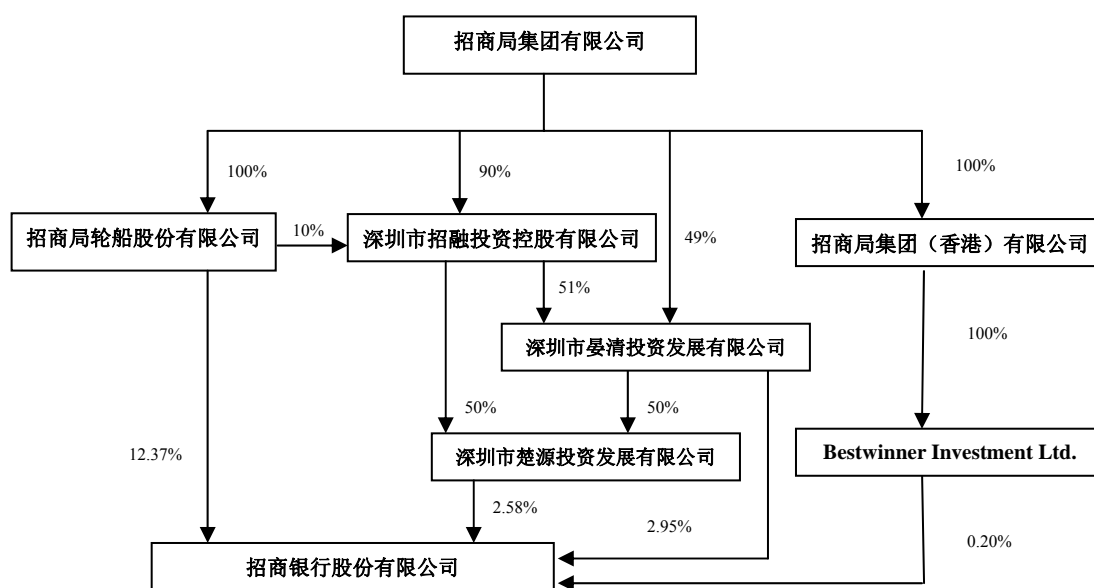 招商局集团有限公司
100%
90%
49%
100%
招商局轮船股份有限公司
10%
深圳市招融投资控股有限公司
招商局集团（香港）有限公司
51%
深圳市晏清投资发展有限公司
100%
50%
50%
12.37%
深圳市楚源投资发展有限公司
Bestwinner Investment Ltd.
2.58%
2.95%
0.20%
招商银行股份有限公司